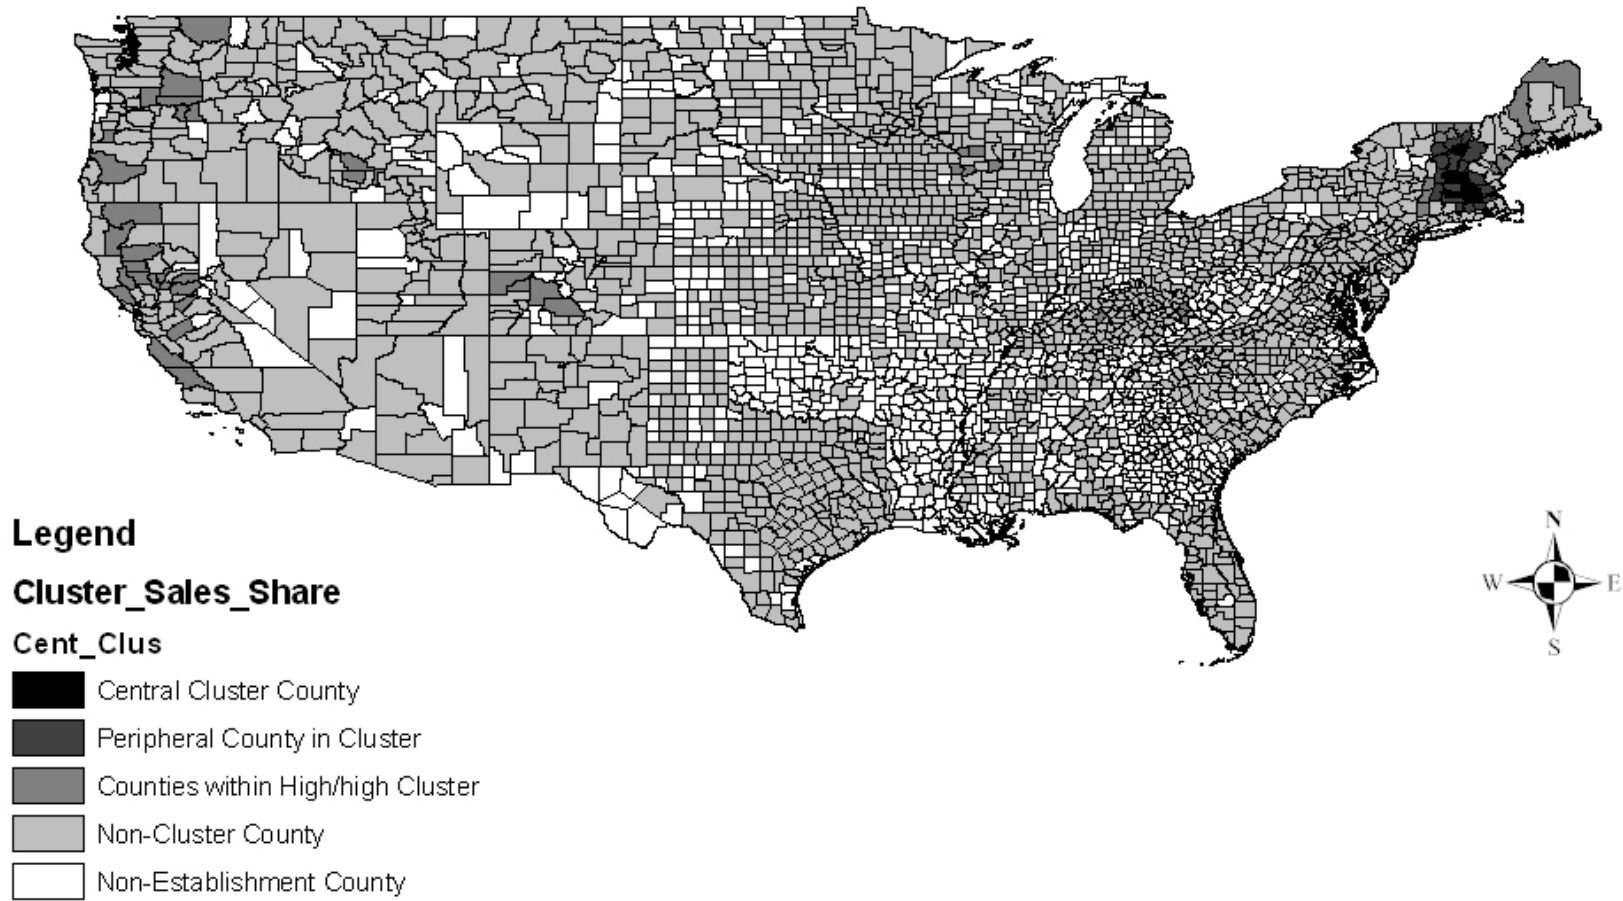 Legend
Cluster_Sales_Share
Cent_Clus
Central Cluster County
Peripheral County in Cluster
Counties within High/high Cluster
Non-Cluster County
Non-Establishment County
N
W E
S